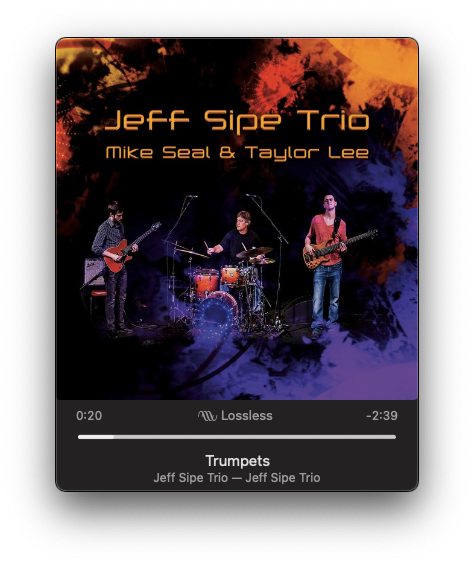 Jeff Sipe Trio
Mike Seal & Taylor Lee
0:20 Lossless -2:39
Trumpets
Jeff Sipe Trio — Jeff Sipe Trio